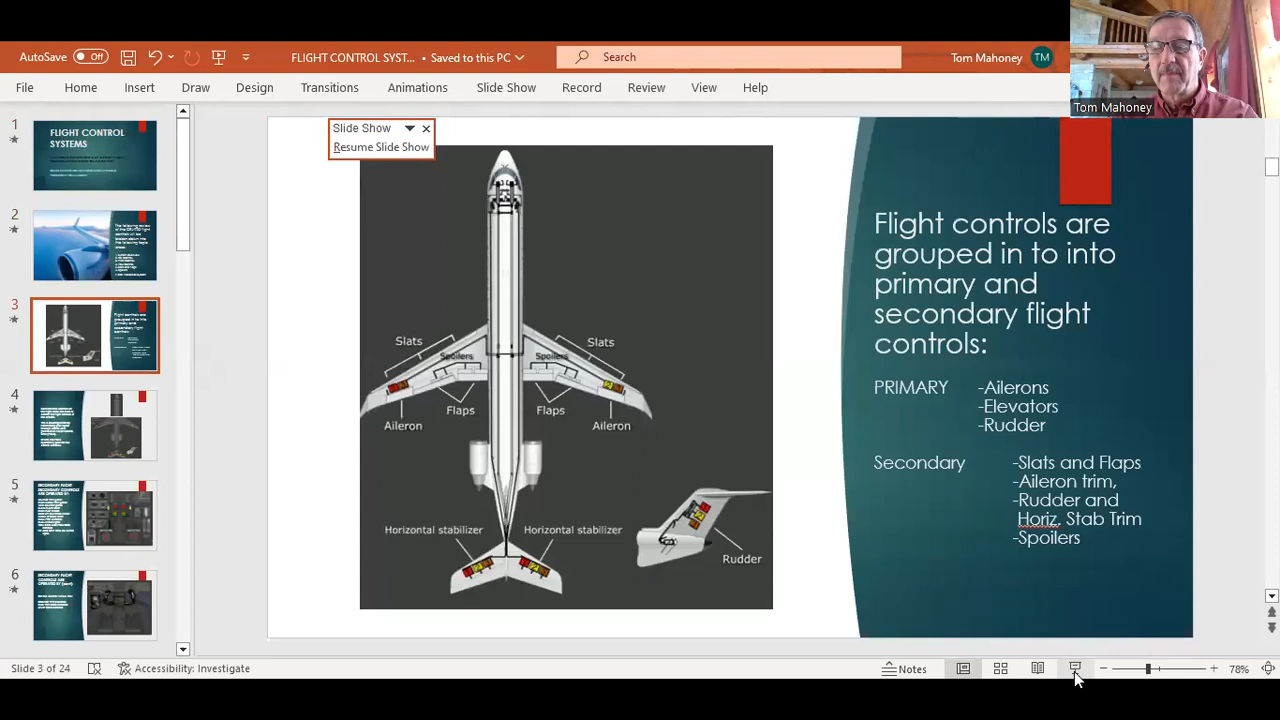 AutoSave Off FLIGHT CONTROL SYST... • Saved to this PC Search Tom Mahoney TM
Tom Mahoney
File Home Insert Draw Design Transitions Animations Slide Show Record Review View Help
1
FLIGHT CONTROL
SYSTEMS
2
3
4
5
6
Slide Show
Resume Slide Show
Slats
Slats
Spoilers
Spoilers
Flaps
Flaps
Aileron
Aileron
Horizontal stabilizer
Horizontal stabilizer
Rudder
Flight controls are
grouped in to into
primary and
secondary flight
controls:
PRIMARY -Ailerons
-Elevators
-Rudder
Secondary -Slats and Flaps
-Aileron trim,
-Rudder and
Horiz. Stab Trim
-Spoilers
Slide 3 of 24 Accessibility: Investigate Notes 78%